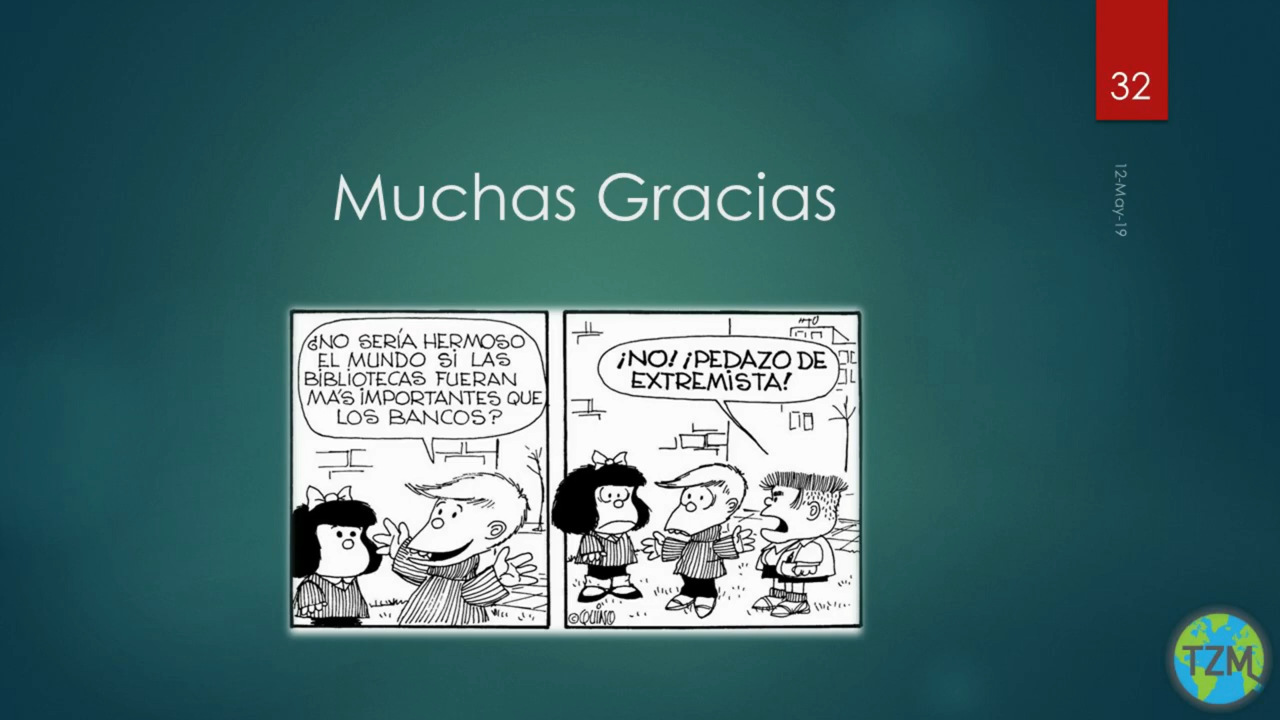 32
12-May-19
Muchas Gracias
¿NO SERÍA HERMOSO
EL MUNDO SI LAS
BIBLIOTECAS FUERAN
MÁS IMPORTANTES QUE
LOS BANCOS?
¡NO! ¡PEDAZO DE
EXTREMISTA!
©QUINO
TZM